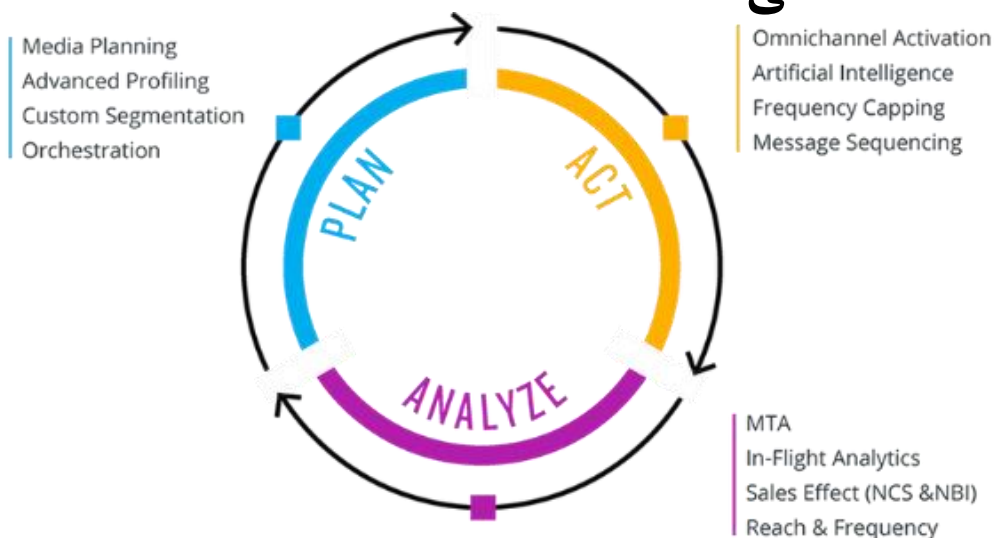 Media Planning
Advanced Profiling
Custom Segmentation
Orchestration
Omnichannel Activation
Artificial Intelligence
Frequency Capping
Message Sequencing
PLAN
ACT
ANALYZE
MTA
In-Flight Analytics
Sales Effect (NCS &NBI)
Reach & Frequency